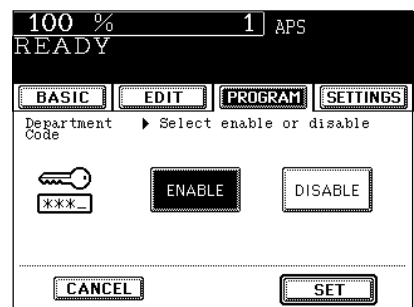 100 % 1 APS
READY
BASIC EDIT PROGRAM SETTINGS
Department Code ▶ Select enable or disable
***_ ENABLE DISABLE
CANCEL SET